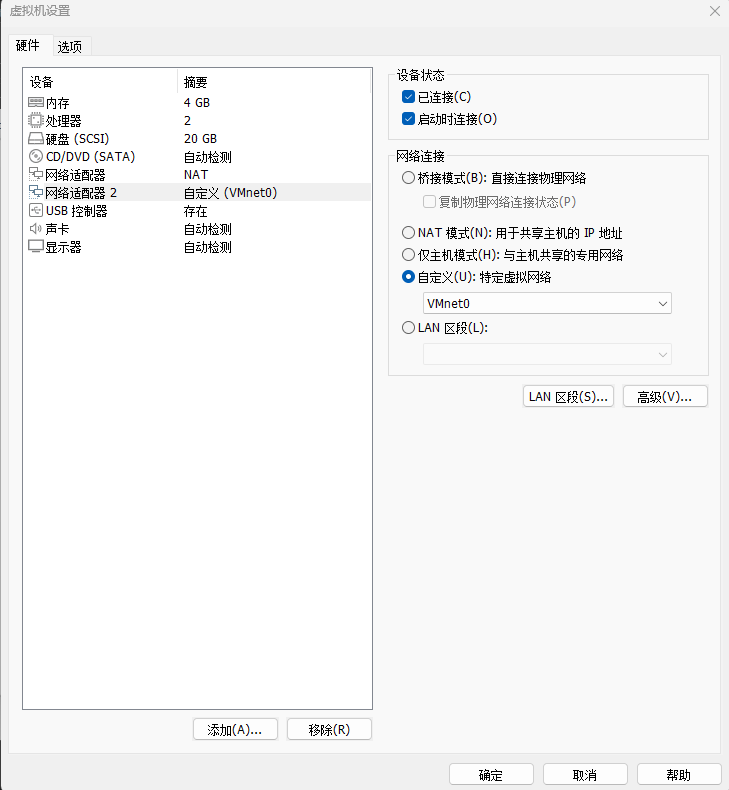 虚拟机设置
硬件 选项
设备 摘要
内存 4 GB
处理器 2
硬盘 (SCSI) 20 GB
CD/DVD (SATA) 自动检测
网络适配器 NAT
网络适配器 2 自定义 (VMnet0)
USB 控制器 存在
声卡 自动检测
显示器 自动检测
添加(A)... 移除(R)
设备状态
已连接(C)
启动时连接(O)
网络连接
桥接模式(B): 直接连接物理网络
复制物理网络连接状态(P)
NAT 模式(N): 用于共享主机的 IP 地址
仅主机模式(H): 与主机共享的专用网络
自定义(U): 特定虚拟网络
VMnet0
LAN 区段(L):
LAN 区段(S)... 高级(V)...
确定 取消 帮助